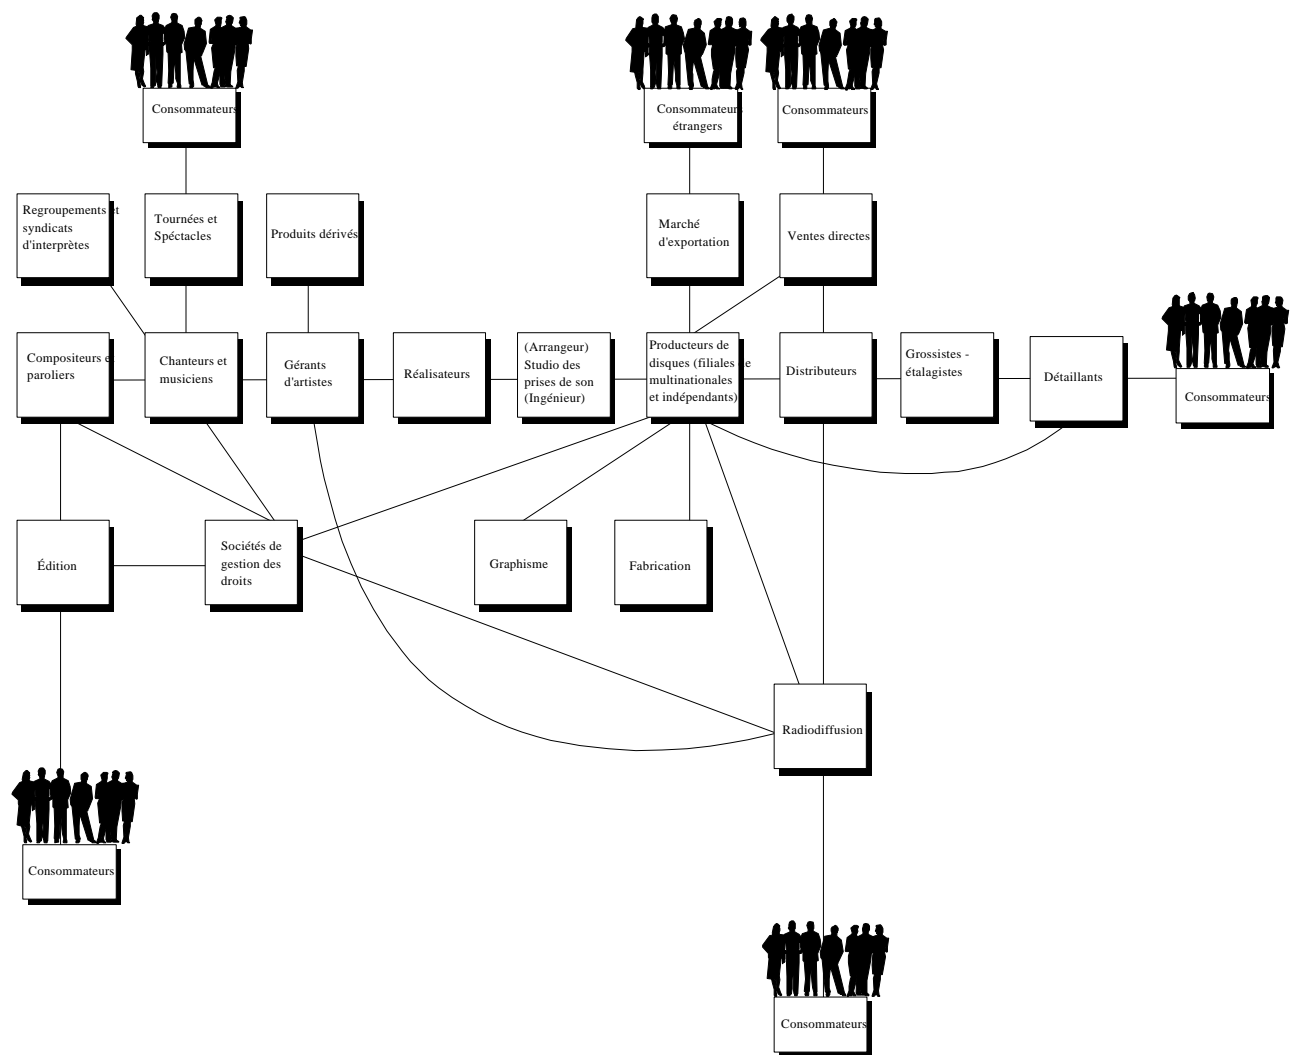 Consommateurs
Consommateurs
étrangers
Consommateurs
Regroupements et
syndicats
d'interprètes
Tournées et
Spéctacles
Produits dérivés
Marché
d'exportation
Ventes directes
Compositeurs et
paroliers
Chanteurs et
musiciens
Gérants
d'artistes
Réalisateurs
(Arrangeur)
Studio des
prises de son
(Ingénieur)
Producteurs de
disques (filiales de
multinationales
et indépendants)
Distributeurs
Grossistes -
étalagistes
Détaillants
Consommateurs
Édition
Sociétés de
gestion des
droits
Graphisme
Fabrication
Radiodiffusion
Consommateurs
Consommateurs